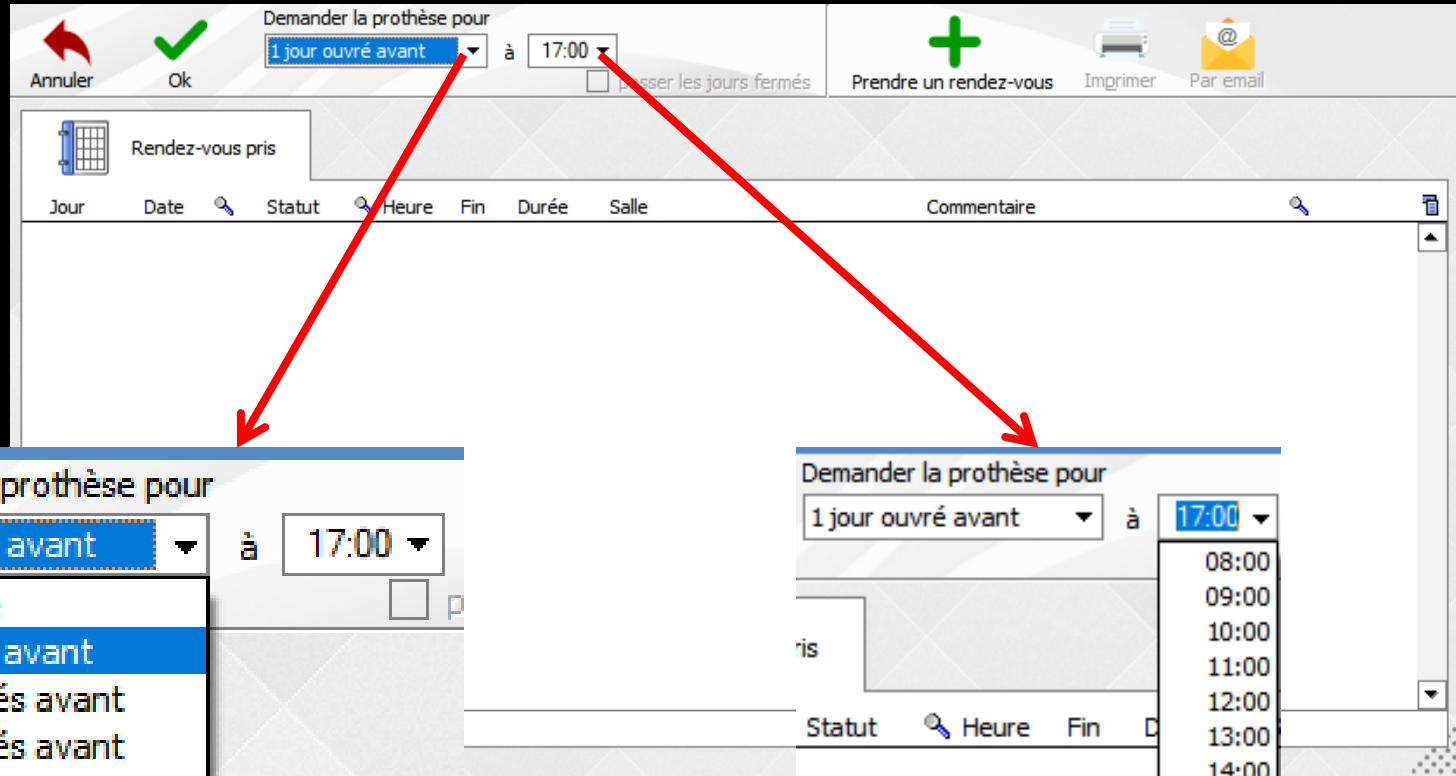 Demander la prothèse pour
1 jour ouvré avant à 17:00
passer les jours fermés
Annuler Ok Prendre un rendez-vous Imprimer Par email
@
Rendez-vous pris
Jour Date Statut Heure Fin Durée Salle Commentaire
prothèse pour
avant à 17:00
p
avant
és avant
és avant
Demander la prothèse pour
1 jour ouvré avant à 17:00
08:00
09:00
10:00
11:00
12:00
13:00
14:00
ris
Statut Heure Fin D